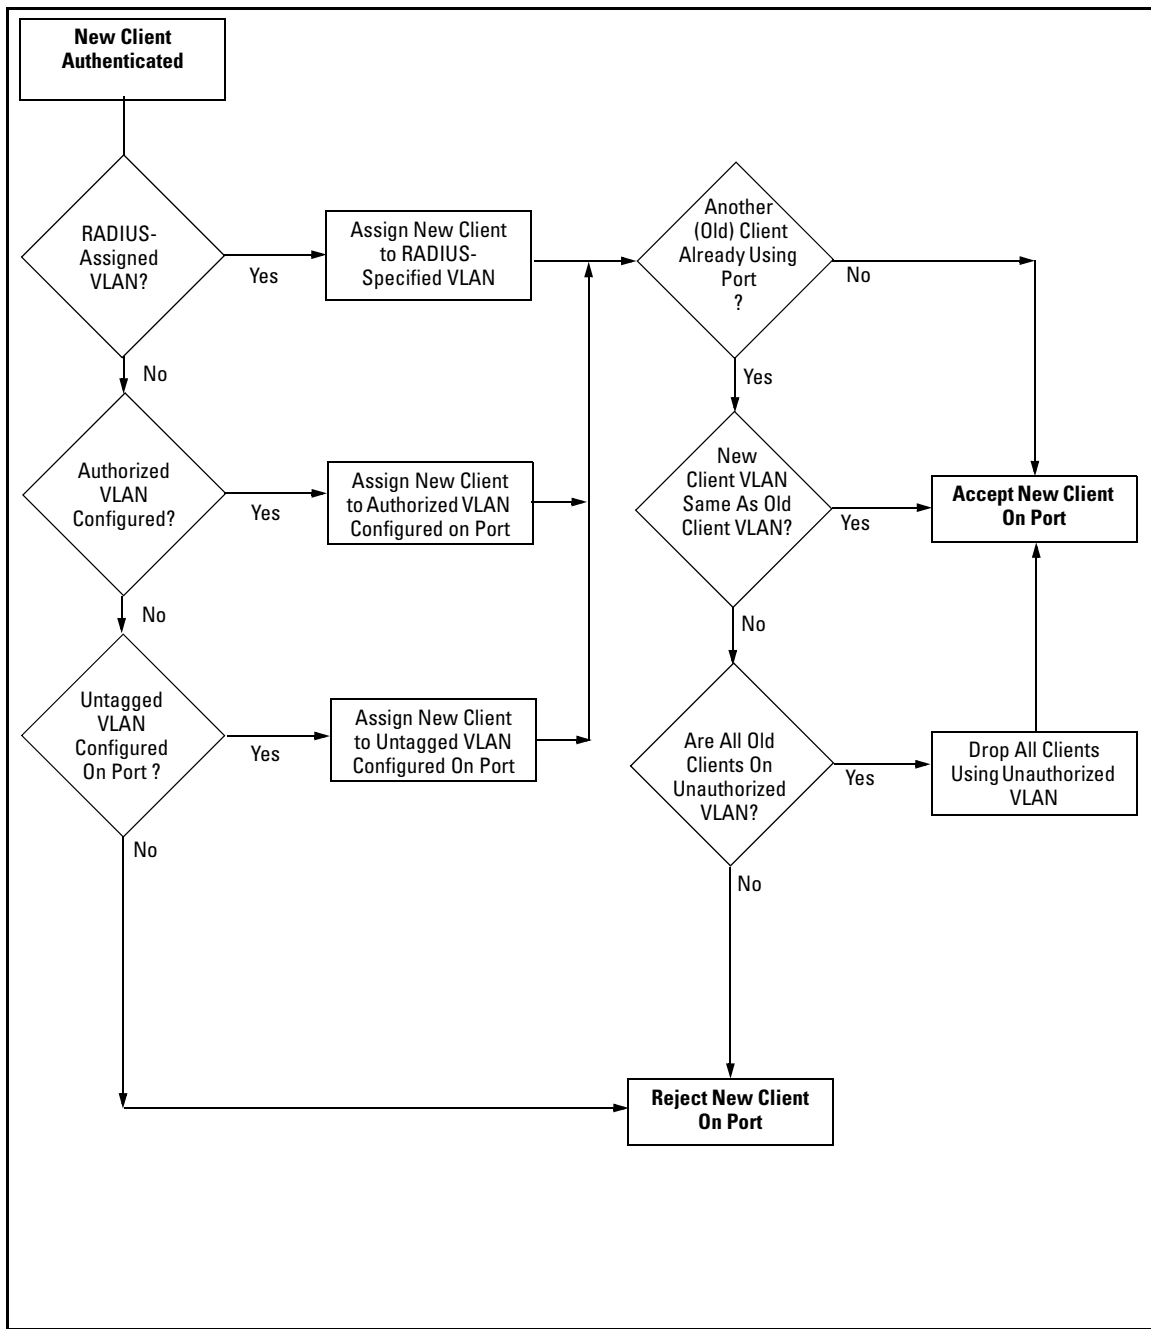 New Client
Authenticated
RADIUS-
Assigned
VLAN?
Yes
Assign New Client
to RADIUS-
Specified VLAN
Another
(Old) Client
Already Using
Port
?
No
No
Yes
Authorized
VLAN
Configured?
Yes
Assign New Client
to Authorized VLAN
Configured on Port
New
Client VLAN
Same As Old
Client VLAN?
Yes
Accept New Client
On Port
No
No
Untagged
VLAN
Configured
On Port ?
Yes
Assign New Client
to Untagged VLAN
Configured On Port
Are All Old
Clients On
Unauthorized
VLAN?
Yes
Drop All Clients
Using Unauthorized
VLAN
No
No
Reject New Client
On Port